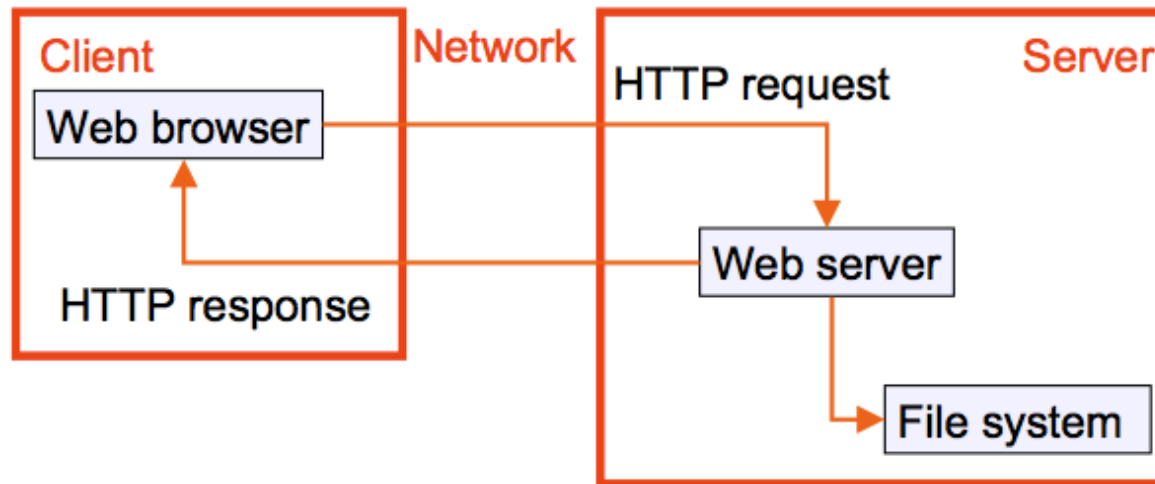 Client
Network
Server
HTTP request
Web browser
Web server
HTTP response
File system